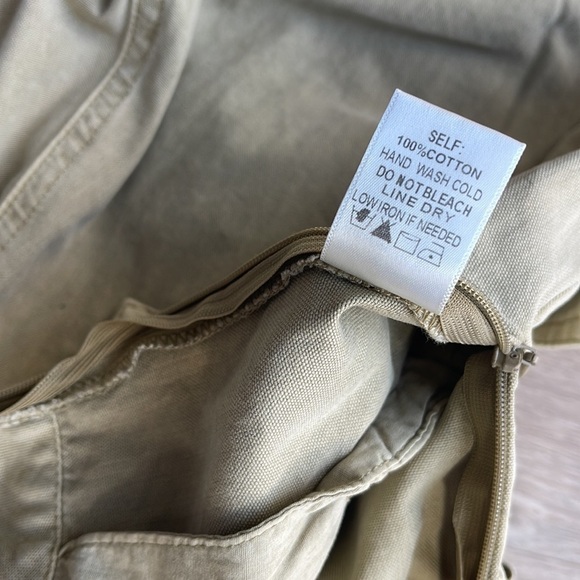 SELF:
100%COTTON
HAND WASH COLD
DO NOTBLEACH
LINE DRY
LOW IRON IF NEEDED